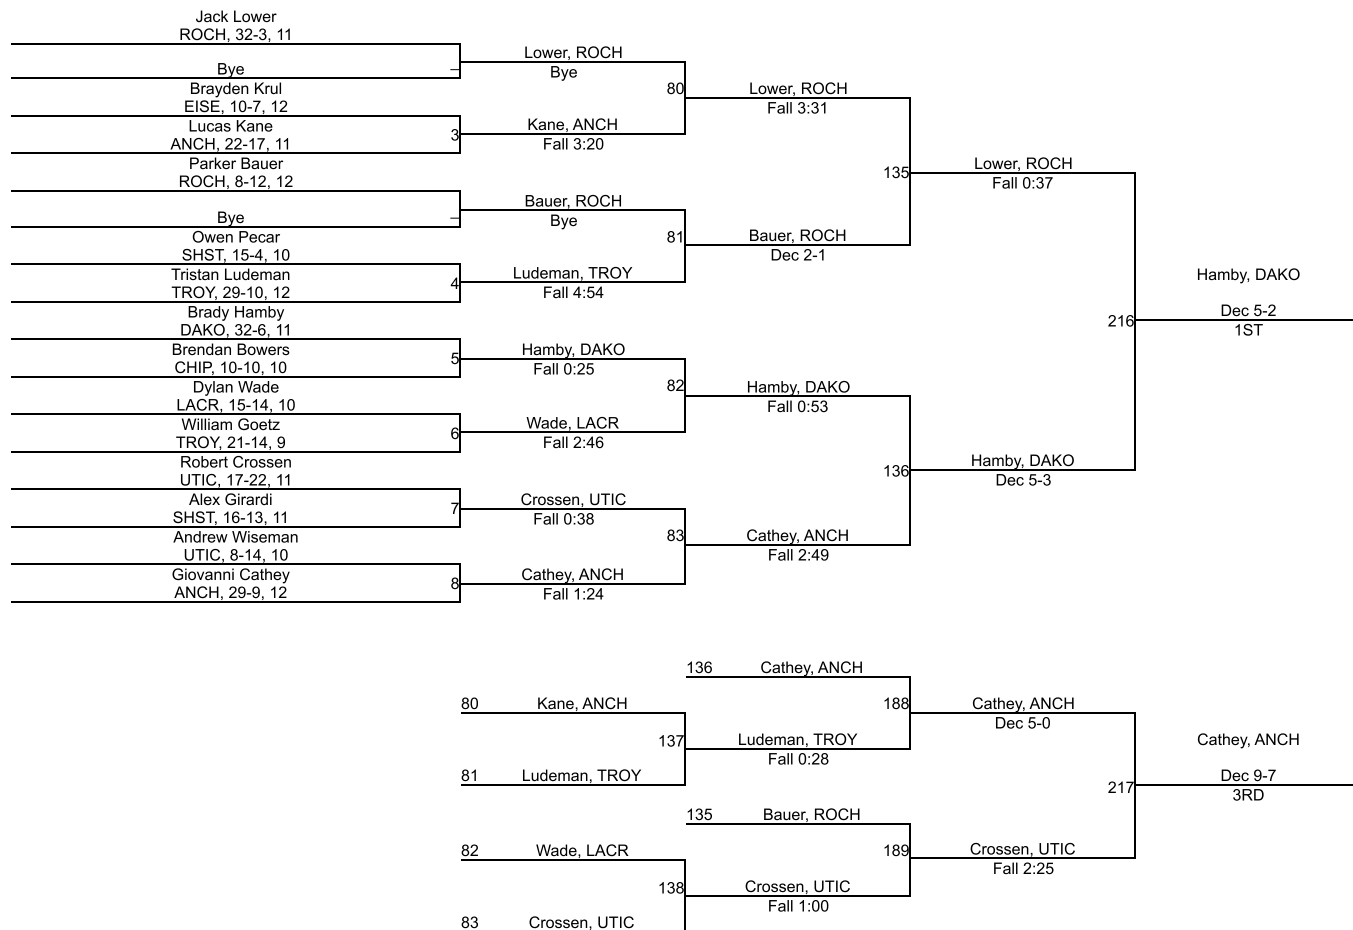 Jack Lower
ROCH, 32-3, 11
Bye
–
Brayden Krul
EISE, 10-7, 12
Lucas Kane
ANCH, 22-17, 11
3
Parker Bauer
ROCH, 8-12, 12
Bye
–
Owen Pecar
SHST, 15-4, 10
Tristan Ludeman
TROY, 29-10, 12
4
Brady Hamby
DAKO, 32-6, 11
Brendan Bowers
CHIP, 10-10, 10
5
Dylan Wade
LACR, 15-14, 10
William Goetz
TROY, 21-14, 9
6
Robert Crossen
UTIC, 17-22, 11
Alex Girardi
SHST, 16-13, 11
7
Andrew Wiseman
UTIC, 8-14, 10
Giovanni Cathey
ANCH, 29-9, 12
8
Lower, ROCH
Bye
80
Kane, ANCH
Fall 3:20
Bauer, ROCH
Bye
81
Ludeman, TROY
Fall 4:54
Hamby, DAKO
Fall 0:25
82
Wade, LACR
Fall 2:46
Crossen, UTIC
Fall 0:38
83
Cathey, ANCH
Fall 1:24
Lower, ROCH
Fall 3:31
135
Bauer, ROCH
Dec 2-1
Hamby, DAKO
Fall 0:53
136
Cathey, ANCH
Fall 2:49
Lower, ROCH
Fall 0:37
216
Hamby, DAKO
Dec 5-3
Hamby, DAKO
Dec 5-2
1ST
80 Kane, ANCH
137
81 Ludeman, TROY
82 Wade, LACR
138
83 Crossen, UTIC
136 Cathey, ANCH
188
Ludeman, TROY
Fall 0:28
135 Bauer, ROCH
189
Crossen, UTIC
Fall 1:00
Cathey, ANCH
Dec 5-0
217
Crossen, UTIC
Fall 2:25
Cathey, ANCH
Dec 9-7
3RD